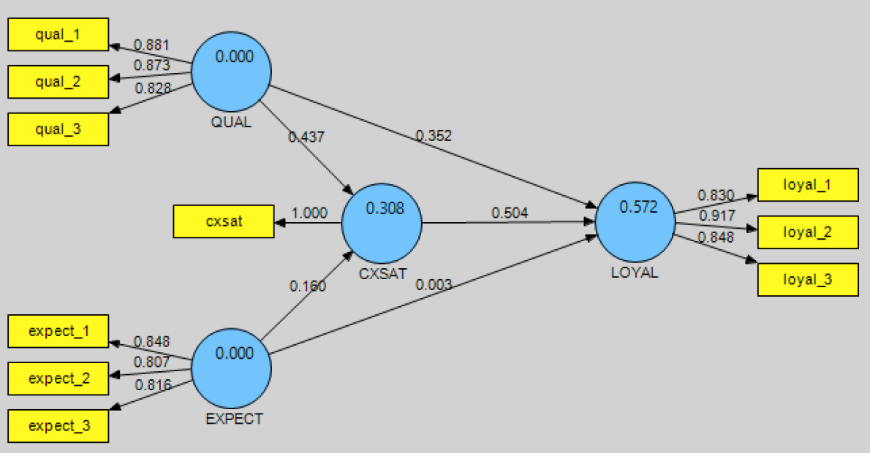 qual_1
0.881
0.000
qual_2
0.873
qual_3
0.828
QUAL
0.437
0.352
cxsat
1.000
0.308
0.504
0.572
CXSAT
LOYAL
0.830
loyal_1
0.917
loyal_2
0.848
loyal_3
0.160
0.003
expect_1
0.848
0.000
expect_2
0.807
expect_3
0.816
EXPECT